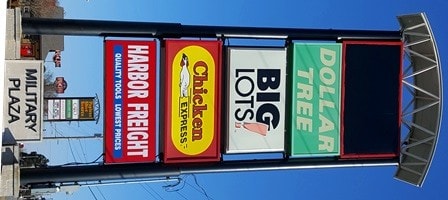 DOLLAR
TREE
BIG
LOTS!
Chicken
EXPRESS
HARBOR FREIGHT
QUALITY TOOLS LOWEST PRICES
MILITARY
PLAZA